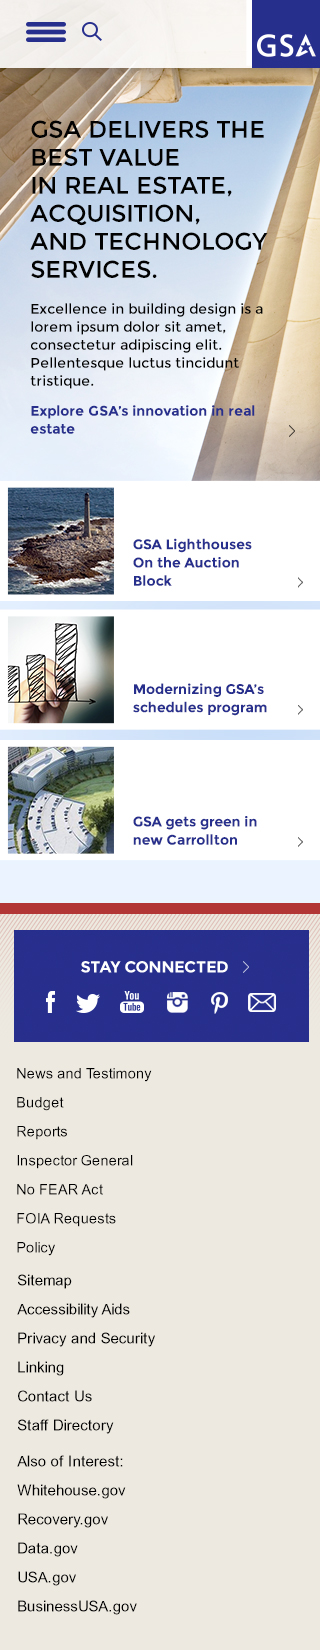 GSA
GSA DELIVERS THE
BEST VALUE
IN REAL ESTATE,
ACQUISITION,
AND TECHNOLOGY
SERVICES.
Excellence in building design is a
lorem ipsum dolor sit amet,
consectetur adipiscing elit.
Pellentesque luctus tincidunt
tristique.
Explore GSA’s innovation in real
estate
GSA Lighthouses
On the Auction
Block
Modernizing GSA’s
schedules program
GSA gets green in
new Carrollton
STAY CONNECTED
You
Tube
News and Testimony
Budget
Reports
Inspector General
No FEAR Act
FOIA Requests
Policy
Sitemap
Accessibility Aids
Privacy and Security
Linking
Contact Us
Staff Directory
Also of Interest:
Whitehouse.gov
Recovery.gov
Data.gov
USA.gov
BusinessUSA.gov